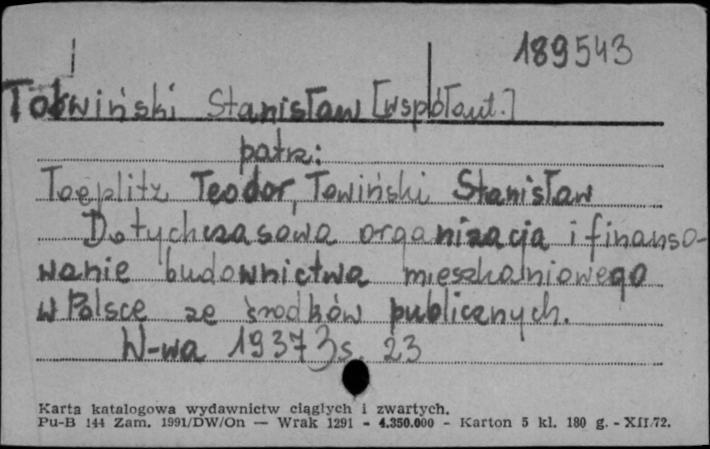 189543
Tołwiński Stanisław [współaut.]
patrz:
Toeplitz Teodor, Towiński Stanisław
Dotychczasowa organizacja i finanso-
wanie budownictwa mieszkaniowego
w Polsce ze środków publicznych.
W-wa 1937 s. 23
Karta katalogowa wydawnictw ciągłych i zwartych.
Pu-B 144 Zam. 1991/DW/On — Wrak 1291 - 4.350.000 - Karton 5 kl. 180 g. - XII.72.